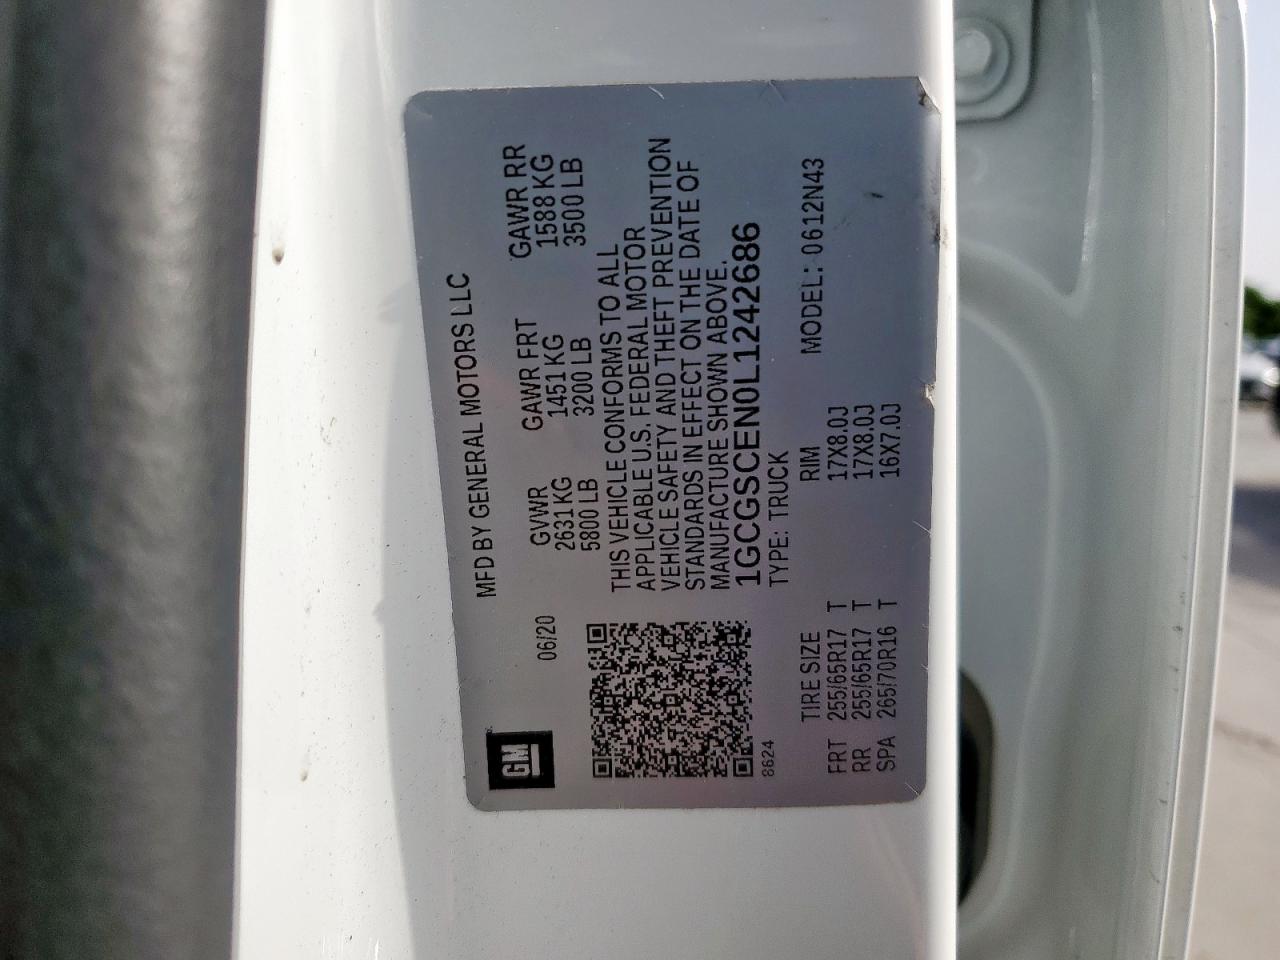 GM
MFD BY GENERAL MOTORS LLC
06/20
GVWR GAWR FRT GAWR RR
2631 KG 1451 KG 1588 KG
5800 LB 3200 LB 3500 LB
THIS VEHICLE CONFORMS TO ALL
APPLICABLE U.S. FEDERAL MOTOR
VEHICLE SAFETY AND THEFT PREVENTION
STANDARDS IN EFFECT ON THE DATE OF
MANUFACTURE SHOWN ABOVE.
1GCGSCEN0L1242686
8624
TYPE: TRUCK
TIRE SIZE RIM MODEL: 0612N43
FRT 255/65R17 T 17X8.0J
RR 255/65R17 T 17X8.0J
SPA 265/70R16 T 16X7.0J